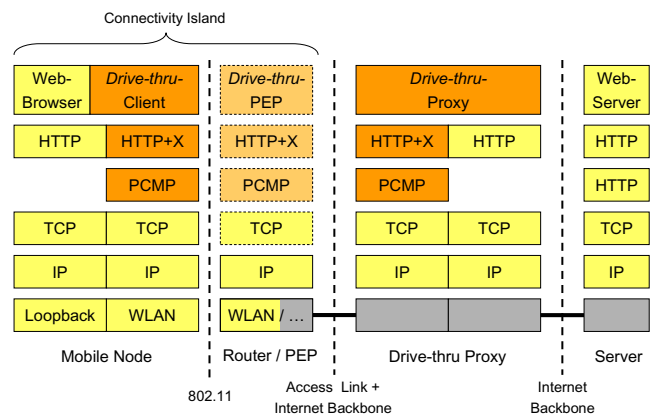 Connectivity Island
Web-Browser
Drive-thru-Client
Drive-thru-PEP
Drive-thru-Proxy
Web-Server
HTTP HTTP+X HTTP+X HTTP+X HTTP HTTP
PCMP PCMP PCMP HTTP
TCP TCP TCP TCP TCP TCP
IP IP IP IP IP IP
Loopback WLAN WLAN / ...
Mobile Node Router / PEP Drive-thru Proxy Server
802.11
Access Link +
Internet Backbone
Internet
Backbone